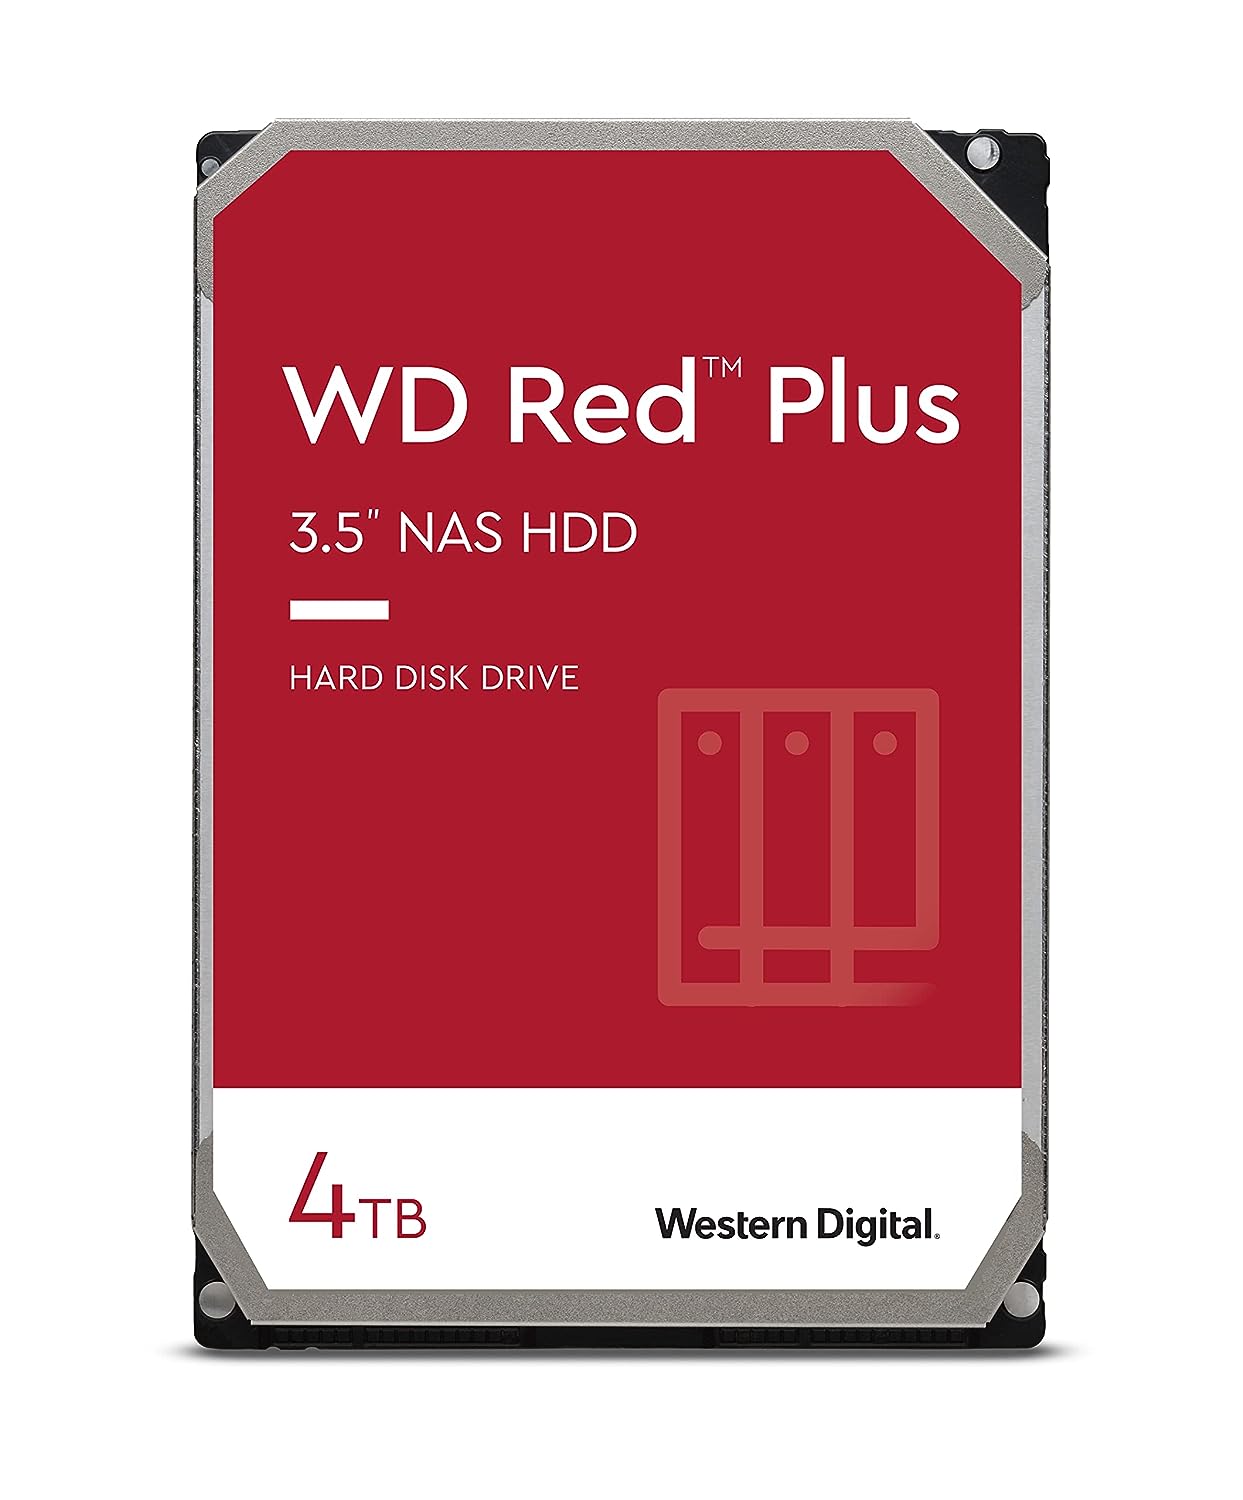 WD Red™ Plus
3.5" NAS HDD
HARD DISK DRIVE
4TB
Western Digital®